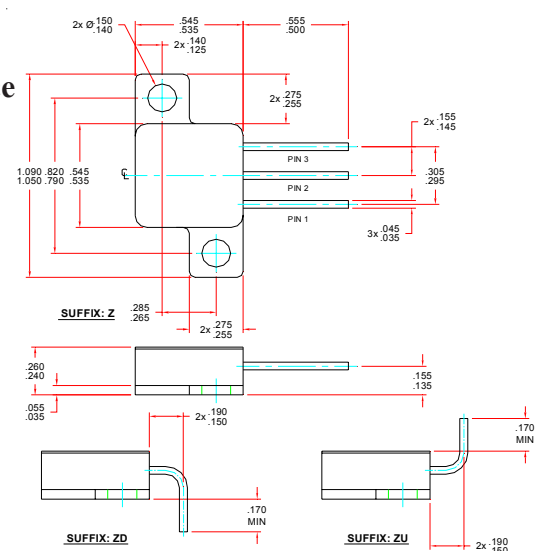 2x Ø.150
.140
.545
.535
.555
.500
2x .140
.125
e
2x .275
.255
2x .155
.145
PIN 3
1.090
1.050
.820
.790
.545
.535
CL
PIN 2
.305
.295
PIN 1
3x .045
.035
SUFFIX: Z
.285
.265
2x .275
.255
.260
.240
.155
.135
.055
.035
2x .190
.150
.170
MIN
.170
MIN
SUFFIX: ZD
SUFFIX: ZU
2x .190
.150